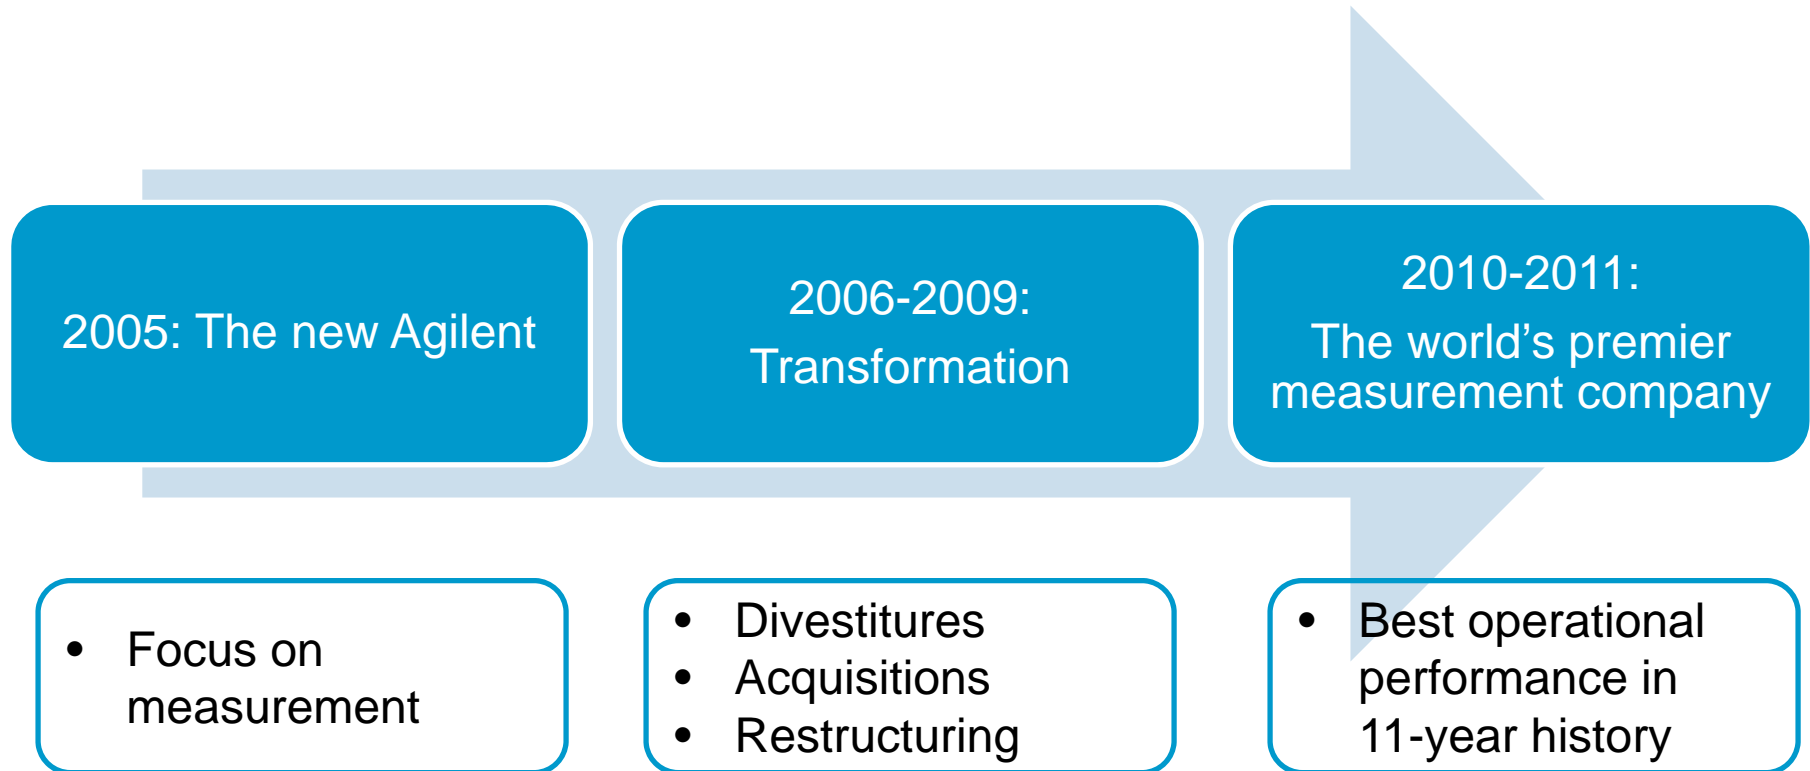 2005: The new Agilent
2006-2009:
Transformation
2010-2011:
The world’s premier
measurement company
• Focus on
measurement
• Divestitures
• Acquisitions
• Restructuring
• Best operational
performance in
11-year history